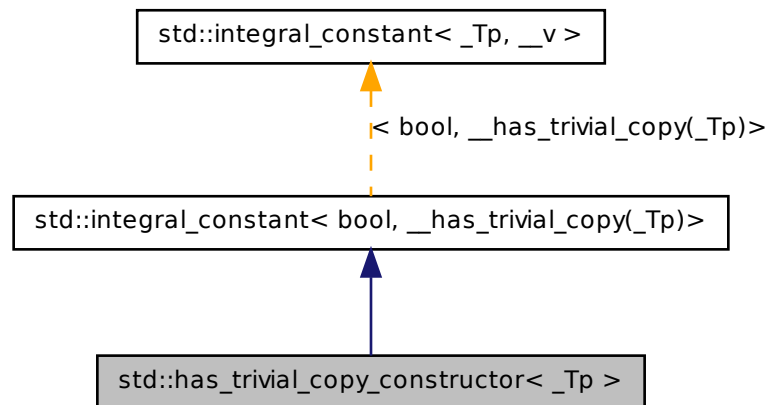 std::integral_constant< _Tp, __v >
< bool, __has_trivial_copy(_Tp)>
std::integral_constant< bool, __has_trivial_copy(_Tp)>
std::has_trivial_copy_constructor< _Tp >